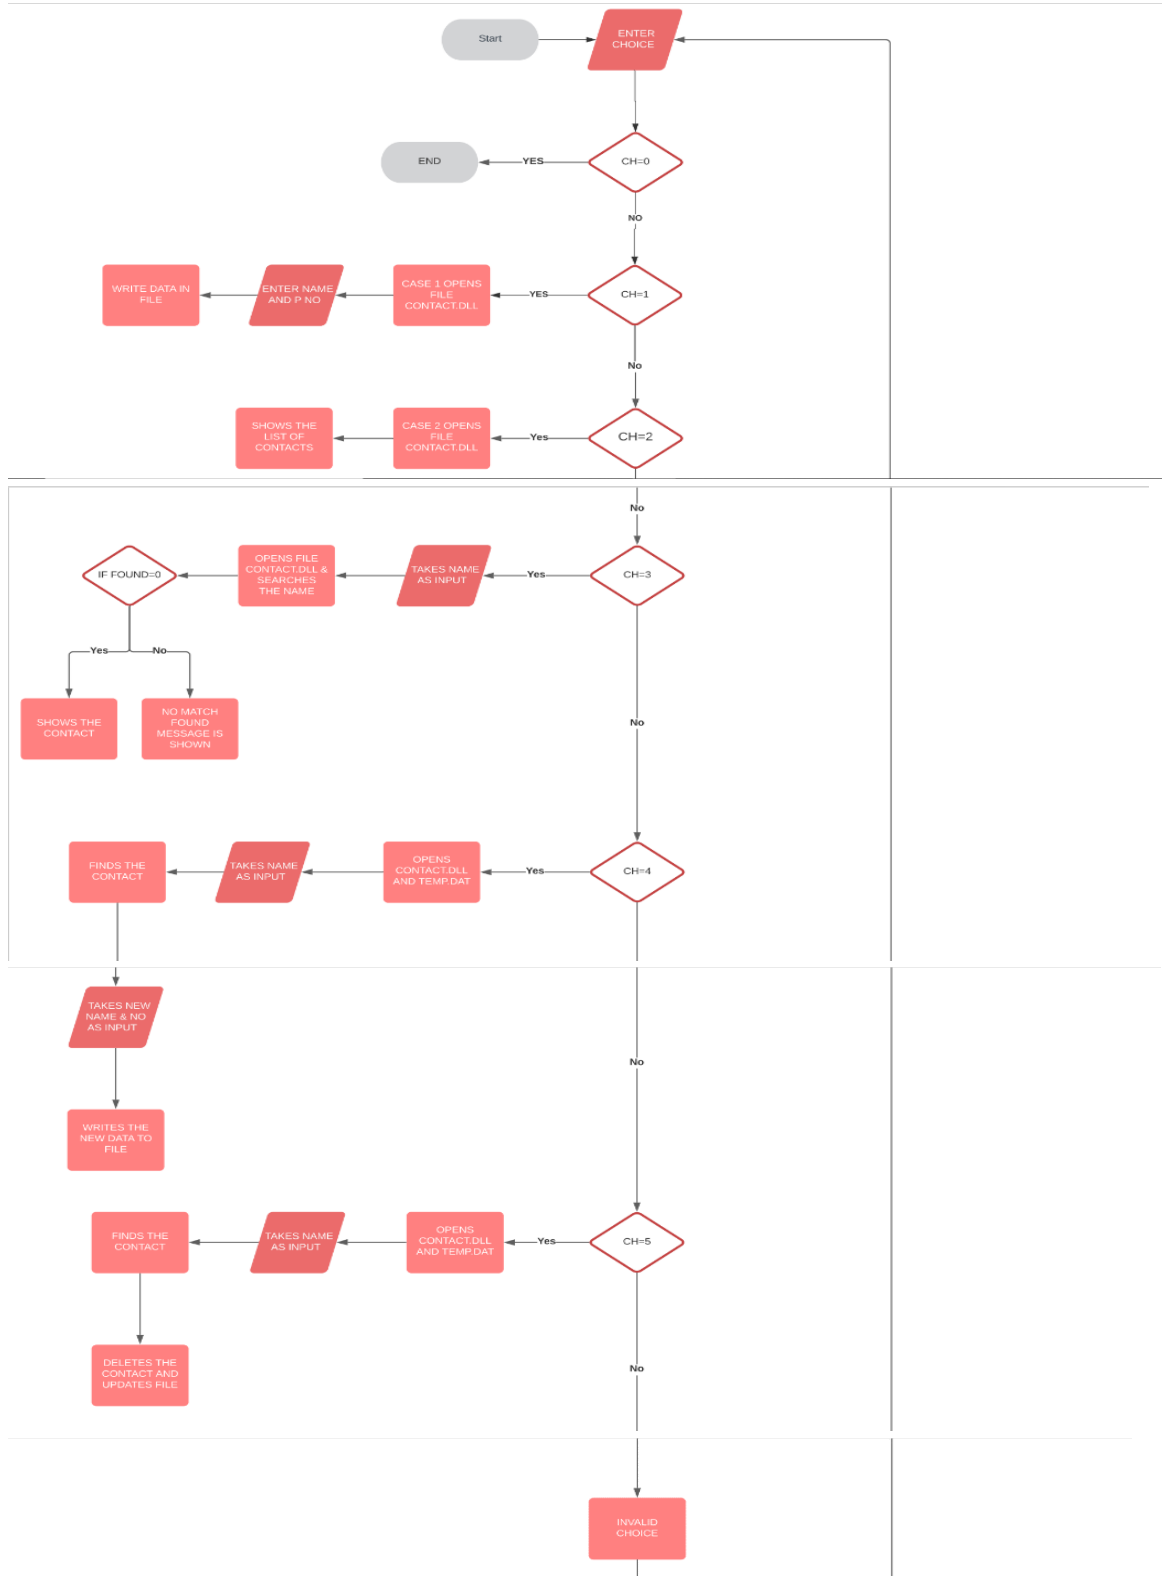 Start
ENTER
CHOICE
END
YES
CH=0
NO
WRITE DATA IN
FILE
ENTER NAME
AND P NO
CASE 1 OPENS
FILE
CONTACT.DLL
YES
CH=1
No
SHOWS THE
LIST OF
CONTACTS
CASE 2 OPENS
FILE
CONTACT.DLL
Yes
CH=2
No
IF FOUND=0
OPENS FILE
CONTACT.DLL &
SEARCHES
THE NAME
TAKES NAME
AS INPUT
Yes
CH=3
Yes
No
SHOWS THE
CONTACT
NO MATCH
FOUND
MESSAGE IS
SHOWN
No
FINDS THE
CONTACT
TAKES NAME
AS INPUT
OPENS
CONTACT.DLL
AND TEMP.DAT
Yes
CH=4
TAKES NEW
NAME & NO
AS INPUT
No
WRITES THE
NEW DATA TO
FILE
FINDS THE
CONTACT
TAKES NAME
AS INPUT
OPENS
CONTACT.DLL
AND TEMP.DAT
Yes
CH=5
DELETES THE
CONTACT AND
UPDATES FILE
No
INVALID
CHOICE